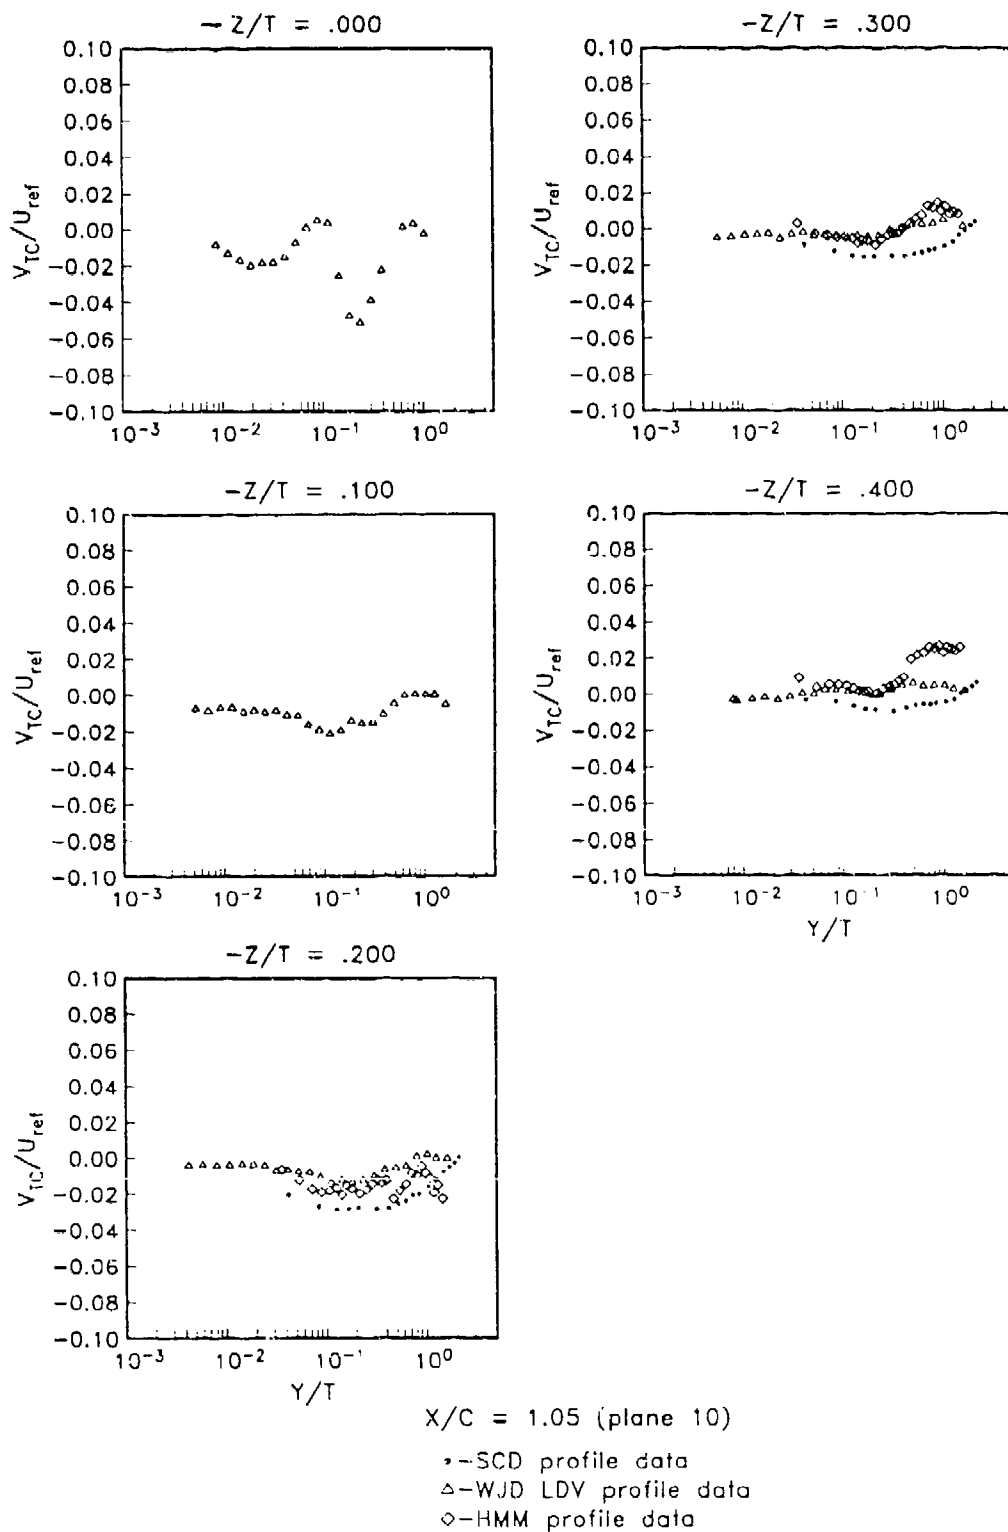 -Z/T = .000
0.10
0.08
0.06
0.04
0.02
0.00
-0.02
-0.04
-0.06
-0.08
-0.10
V_TC/U_ref
10^-3 10^-2 10^-1 10^0
-Z/T = .300
0.10
0.08
0.06
0.04
0.02
0.00
-0.02
-0.04
-0.06
-0.08
-0.10
V_TC/U_ref
10^-3 10^-2 10^-1 10^0
-Z/T = .100
0.10
0.08
0.06
0.04
0.02
0.00
-0.02
-0.04
-0.06
-0.08
-0.10
V_TC/U_ref
10^-3 10^-2 10^-1 10^0
-Z/T = .400
0.10
0.08
0.06
0.04
0.02
0.00
-0.02
-0.04
-0.06
-0.08
-0.10
V_TC/U_ref
10^-3 10^-2 10^-1 10^0
Y/T
-Z/T = .200
0.10
0.08
0.06
0.04
0.02
0.00
-0.02
-0.04
-0.06
-0.08
-0.10
V_TC/U_ref
10^-3 10^-2 10^-1 10^0
Y/T
X/C = 1.05 (plane 10)
•-SCD profile data
△-WJD LDV profile data
◇-HMM profile data